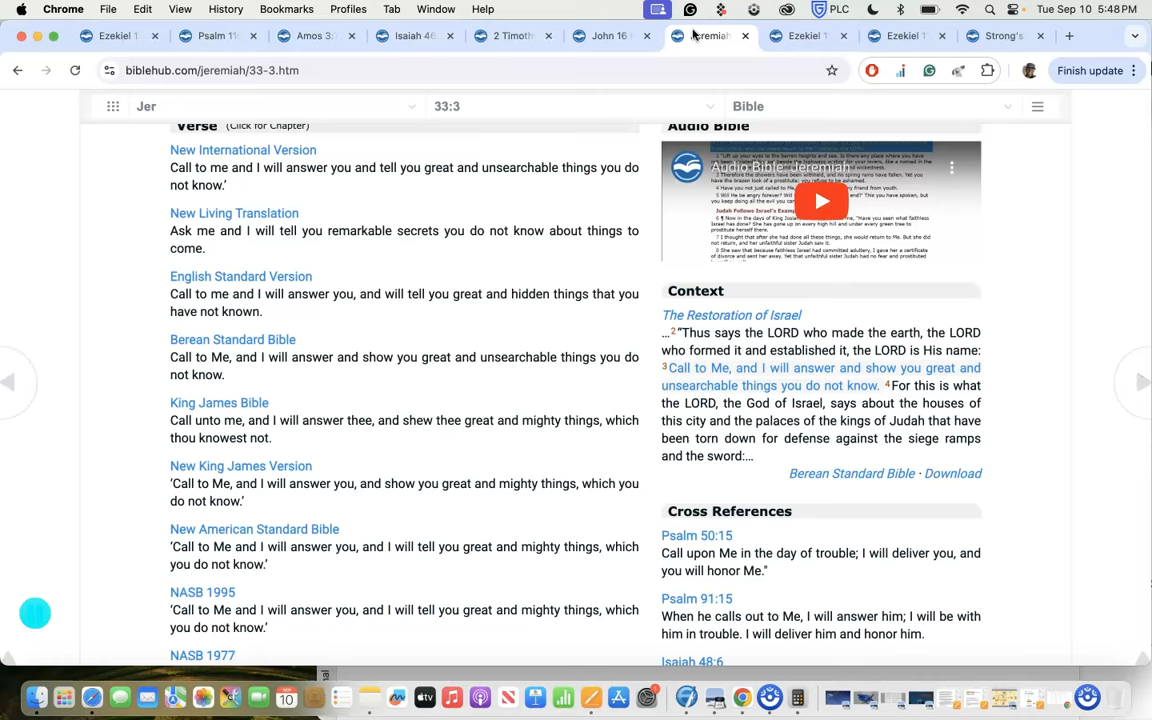 Chrome File Edit View History Bookmarks Profiles Tab Window Help PLC Tue Sep 10 5:48 PM
Ezekiel 1 Psalm 11 Amos 3: Isaiah 46 2 Timoth John 16 Jeremiah Ezekiel 1 Ezekiel 1 Strong's
biblehub.com/jeremiah/33-3.htm Finish update
Jer 33:3 Bible
Verse (Click for Chapter)
New International Version
Call to me and I will answer you and tell you great and unsearchable things you do
not know.’
New Living Translation
Ask me and I will tell you remarkable secrets you do not know about things to
come.
English Standard Version
Call to me and I will answer you, and will tell you great and hidden things that you
have not known.
Berean Standard Bible
Call to Me, and I will answer and show you great and unsearchable things you do
not know.
King James Bible
Call unto me, and I will answer thee, and shew thee great and mighty things, which
thou knowest not.
New King James Version
‘Call to Me, and I will answer you, and show you great and mighty things, which you
do not know.’
New American Standard Bible
‘Call to Me and I will answer you, and I will tell you great and mighty things, which
you do not know.’
NASB 1995
‘Call to Me and I will answer you, and I will tell you great and mighty things, which
you do not know.’
NASB 1977
Audio Bible
Audio Bible: Jeremiah
Judah Follows Israel's Example
Context
The Restoration of Israel
…2“Thus says the LORD who made the earth, the LORD
who formed it and established it, the LORD is His name:
3Call to Me, and I will answer and show you great and
unsearchable things you do not know. 4For this is what
the LORD, the God of Israel, says about the houses of
this city and the palaces of the kings of Judah that have
been torn down for defense against the siege ramps
and the sword:…
Berean Standard Bible · Download
Cross References
Psalm 50:15
Call upon Me in the day of trouble; I will deliver you, and
you will honor Me."
Psalm 91:15
When he calls out to Me, I will answer him; I will be with
him in trouble. I will deliver him and honor him.
Isaiah 48:6